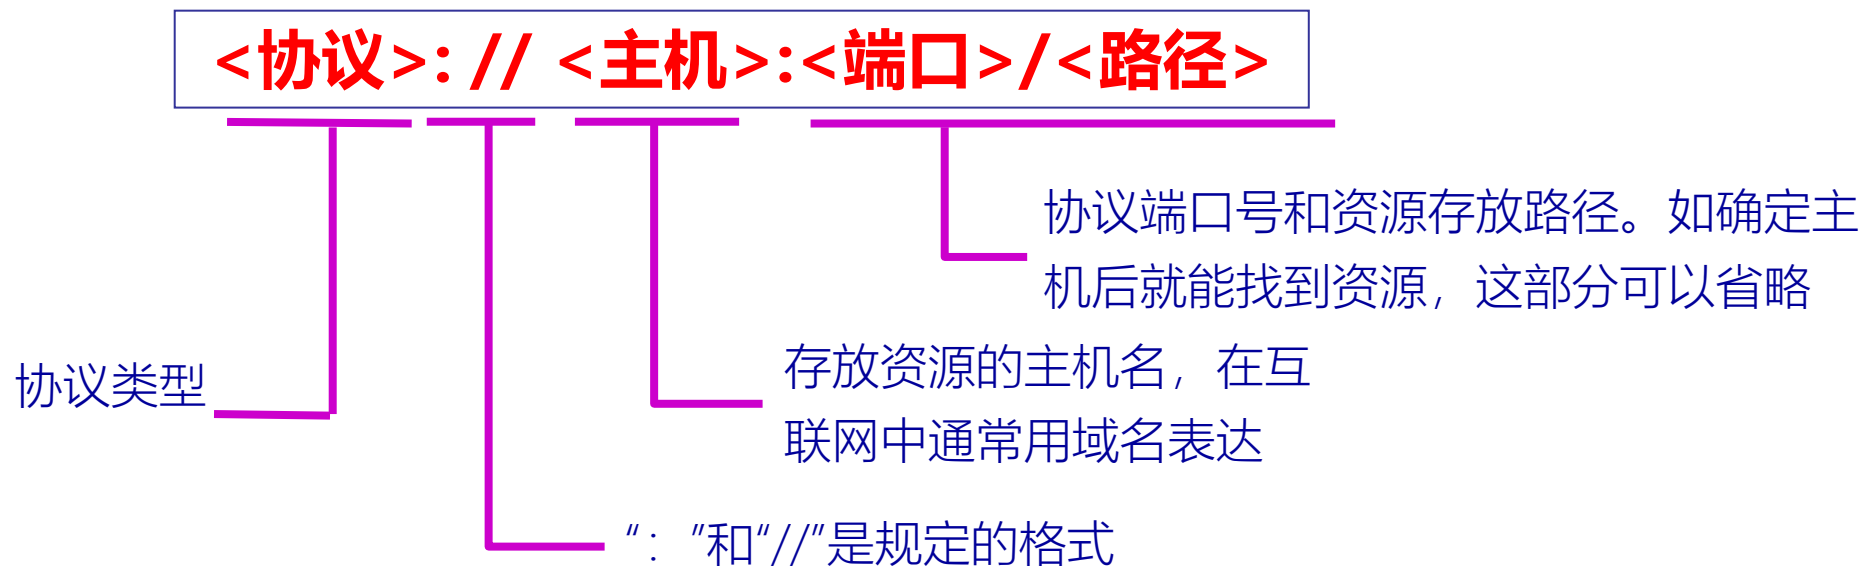 <协议>: // <主机>:<端口>/<路径>
协议端口号和资源存放路径。如确定主
机后就能找到资源，这部分可以省略
存放资源的主机名，在互
联网中通常用域名表达
协议类型
“：”和“//”是规定的格式